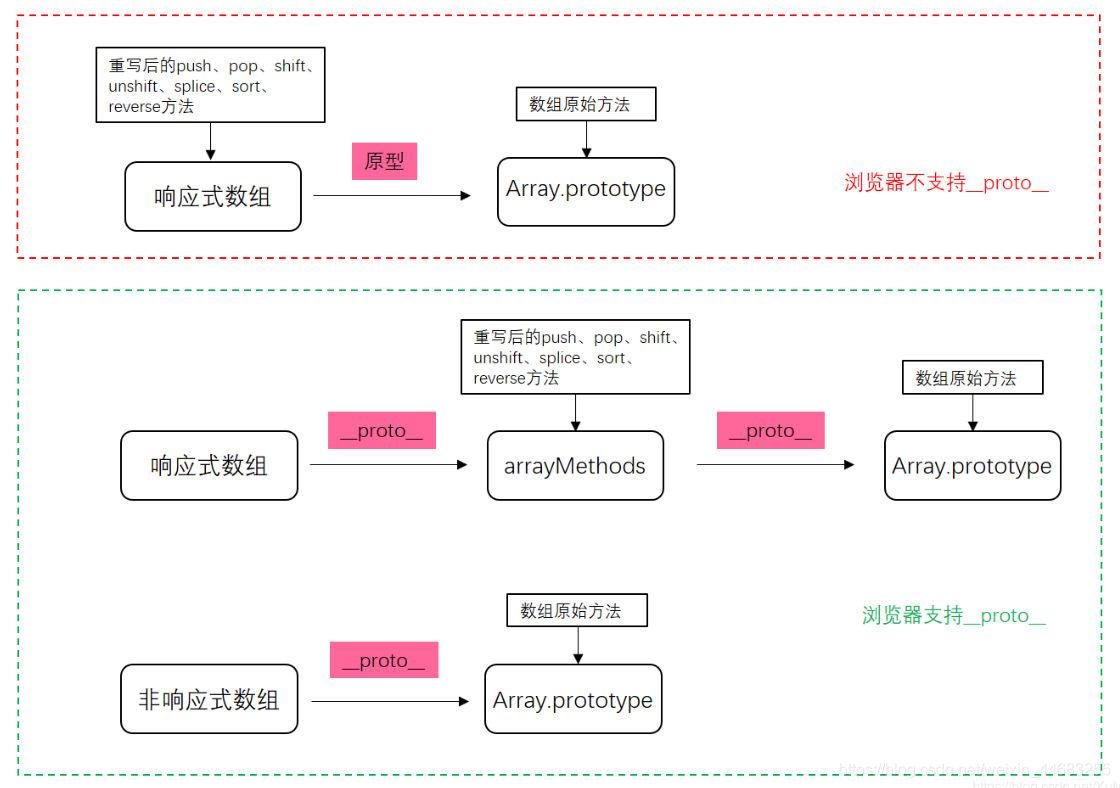 重写后的push、pop、shift、
unshift、splice、sort、
reverse方法
数组原始方法
原型
响应式数组
Array.prototype
浏览器不支持__proto__
重写后的push、pop、shift、
unshift、splice、sort、
reverse方法
数组原始方法
__proto__
__proto__
响应式数组
arrayMethods
Array.prototype
数组原始方法
浏览器支持__proto__
__proto__
非响应式数组
Array.prototype
https://blog.csdn.net/weixin_44683255